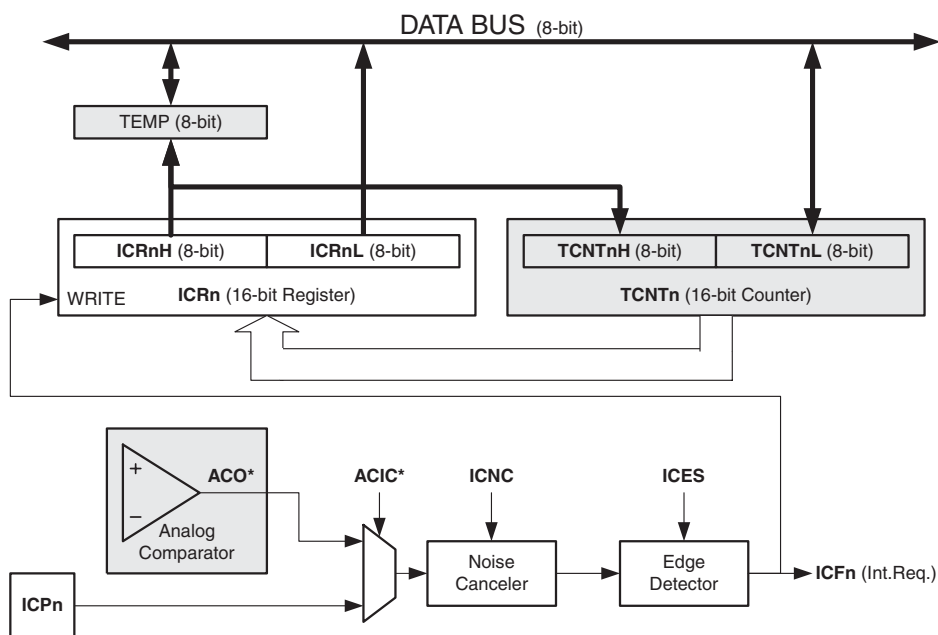 DATA BUS (8-bit)
TEMP (8-bit)
ICRnH (8-bit)
ICRnL (8-bit)
TCNTnH (8-bit)
TCNTnL (8-bit)
WRITE
ICRn (16-bit Register)
TCNTn (16-bit Counter)
+
−
ACO*
Analog
Comparator
ACIC*
ICNC
ICES
Noise
Canceler
Edge
Detector
ICFn (Int.Req.)
ICPn